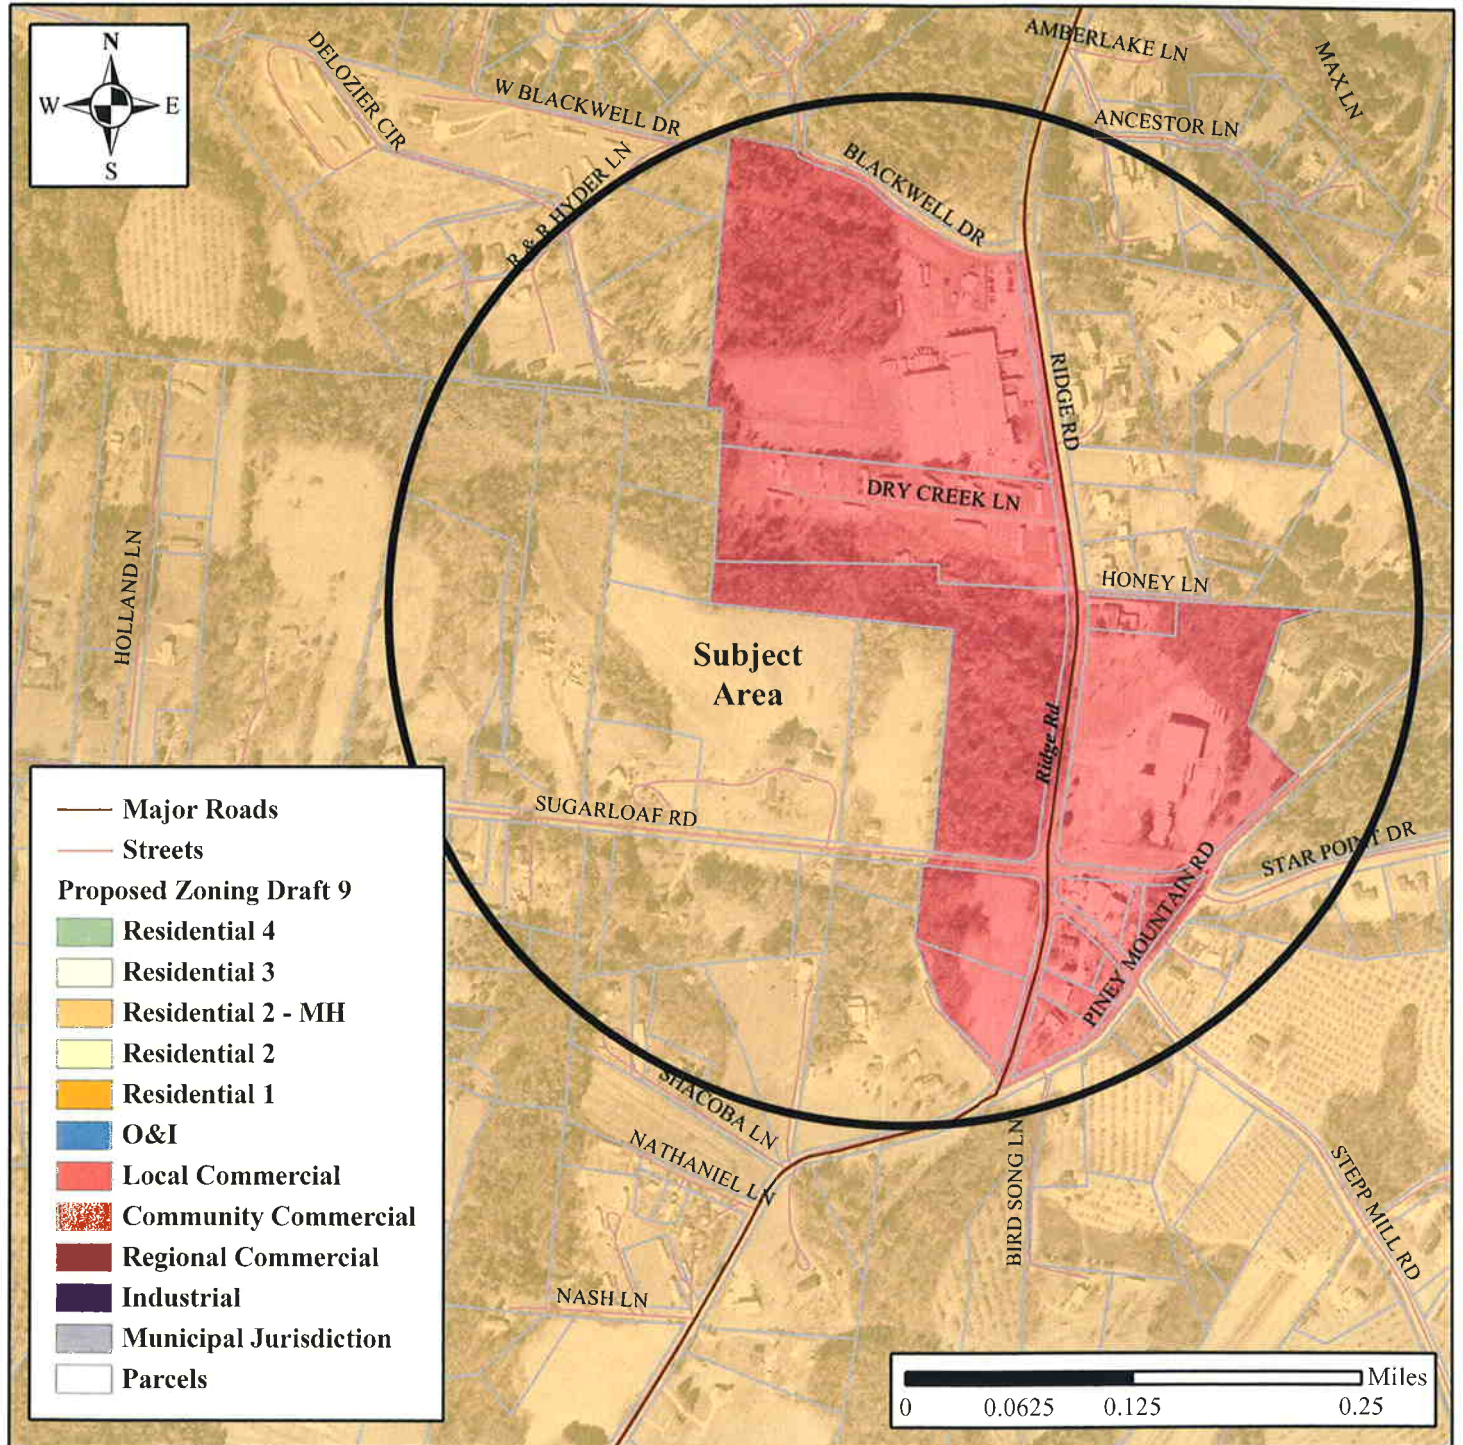 N
W E
S
DELOZIER CIR
W BLACKWELL DR
R & R HYDER LN
AMBERLAKE LN
MAX LN
ANCESTOR LN
BLACKWELL DR
RIDGE RD
DRY CREEK LN
HONEY LN
HOLLAND LN
Subject
Area
Ridge Rd
SUGARLOAF RD
STAR POINT DR
PINEY MOUNTAIN RD
SHACOBA LN
NATHANIEL LN
BIRD SONG LN
STEPP MILL RD
NASH LN
Major Roads
Streets
Proposed Zoning Draft 9
Residential 4
Residential 3
Residential 2 - MH
Residential 2
Residential 1
O&I
Local Commercial
Community Commercial
Regional Commercial
Industrial
Municipal Jurisdiction
Parcels
Miles
0 0.0625 0.125 0.25